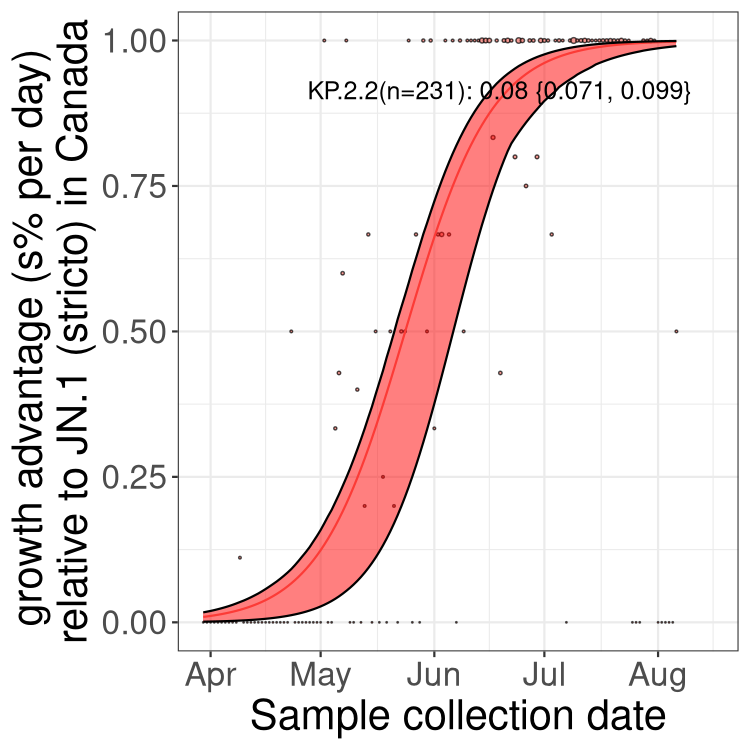 growth advantage (s% per day)
relative to JN.1 (stricto) in Canada
1.00
0.75
0.50
0.25
0.00
KP.2.2(n=231): 0.08 {0.071, 0.099}
Apr May Jun Jul Aug
Sample collection date